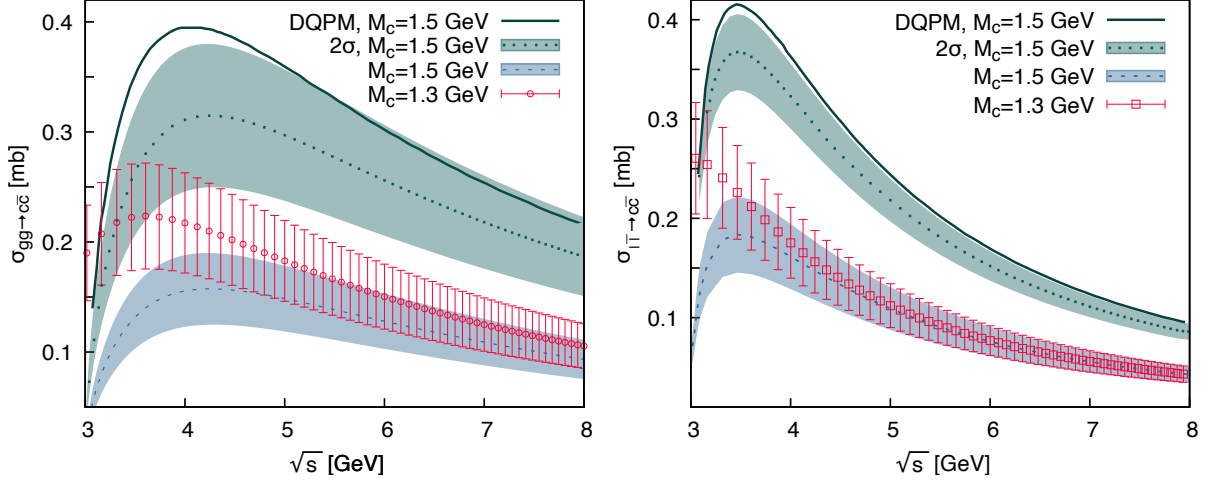 DQPM, M_c=1.5 GeV
2σ, M_c=1.5 GeV
M_c=1.5 GeV
M_c=1.3 GeV
0.4
0.3
0.2
0.1
σ_{gg→cc̅} [mb]
3 4 5 6 7 8
√s [GeV]
DQPM, M_c=1.5 GeV
2σ, M_c=1.5 GeV
M_c=1.5 GeV
M_c=1.3 GeV
0.4
0.3
0.2
0.1
σ_{l l̅→cc̅} [mb]
3 4 5 6 7 8
√s [GeV]